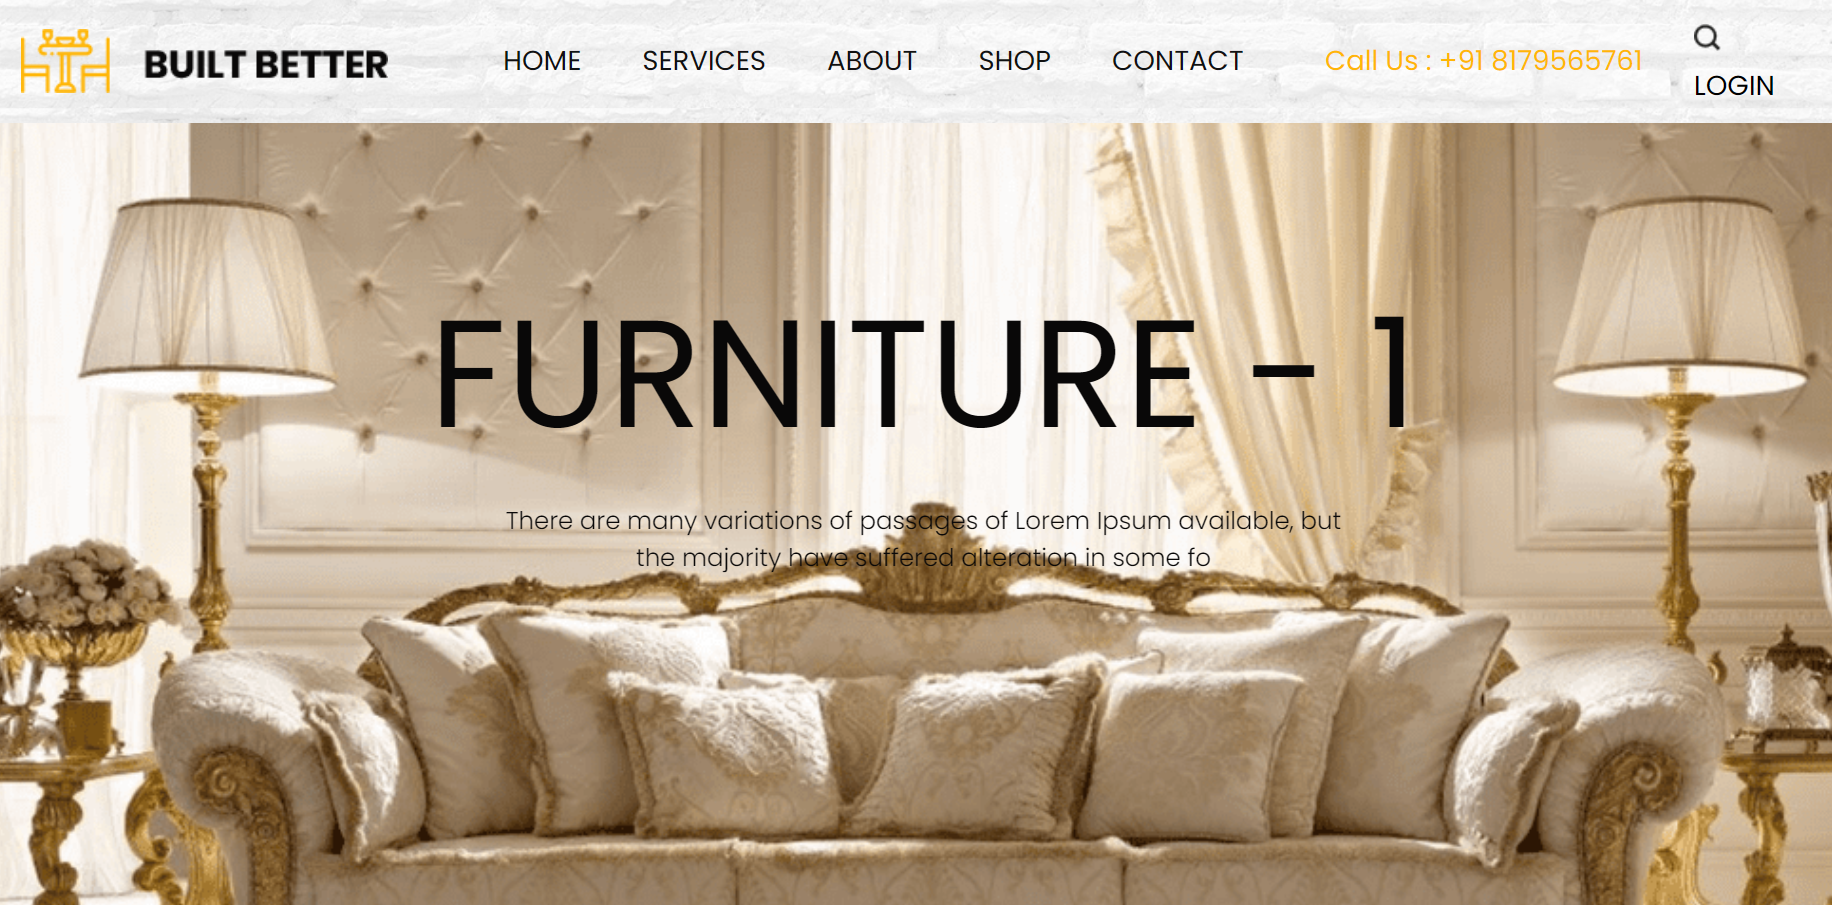 BUILT BETTER
HOME SERVICES ABOUT SHOP CONTACT Call Us : +91 8179565761
LOGIN
FURNITURE - 1
There are many variations of passages of Lorem Ipsum available, but
the majority have suffered alteration in some fo